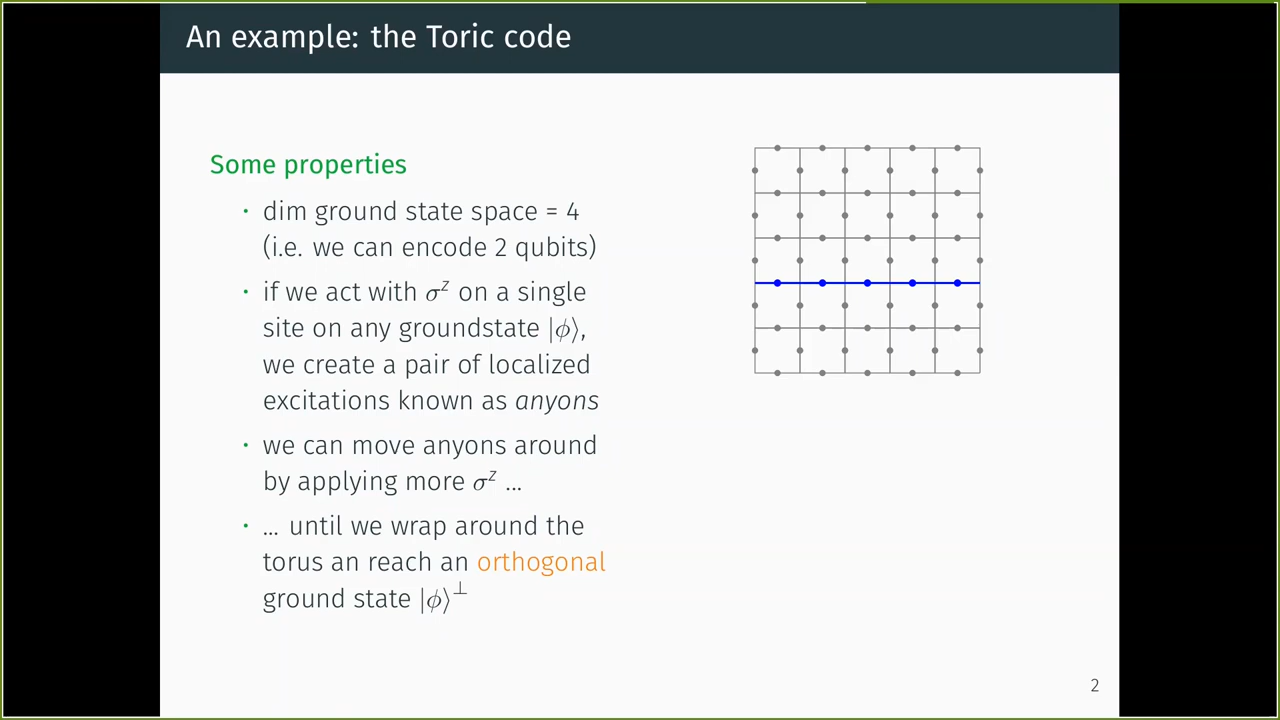 An example: the Toric code
Some properties
· dim ground state space = 4
(i.e. we can encode 2 qubits)
· if we act with σᶻ on a single
site on any groundstate |ϕ⟩,
we create a pair of localized
excitations known as anyons
· we can move anyons around
by applying more σᶻ ...
· ... until we wrap around the
torus an reach an orthogonal
ground state |ϕ⟩⊥
2